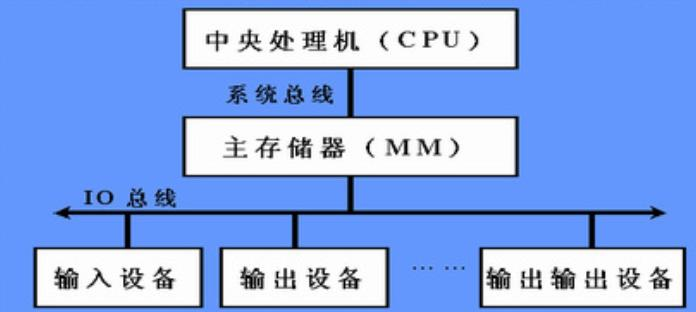 中央处理机（CPU）
系统总线
主存储器（MM）
IO 总线
输入设备
输出设备
… …
输出输出设备